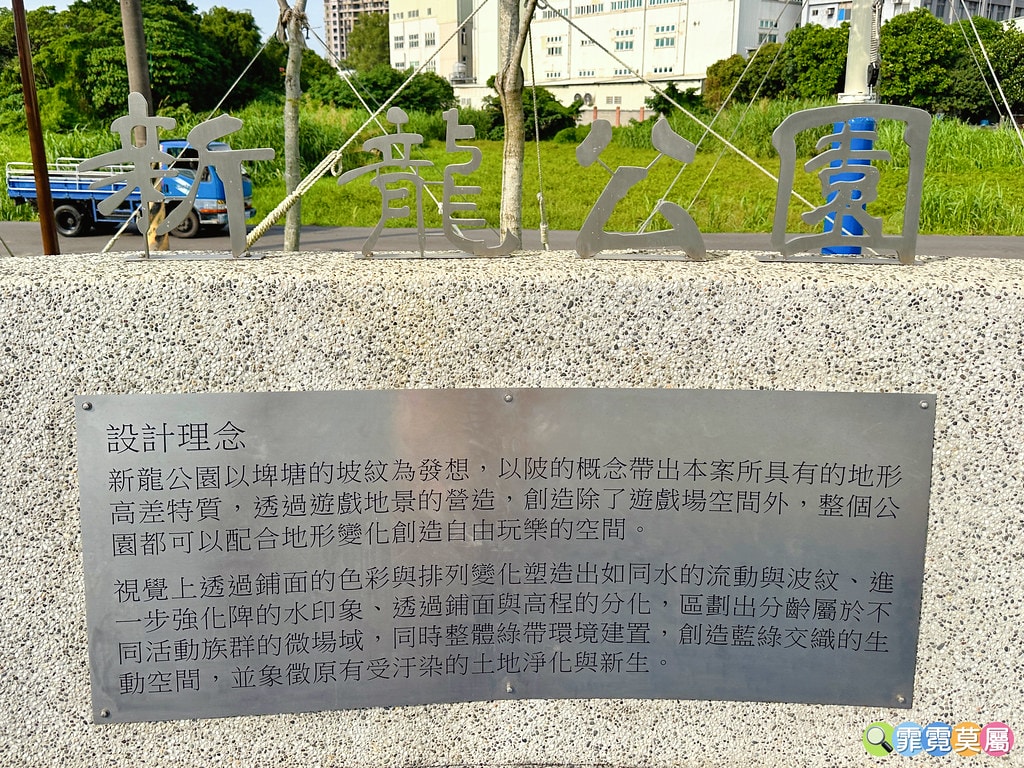 新龍公園
設計理念
新龍公園以埤塘的坡紋為發想，以陂的概念帶出本案所具有的地形
高差特質，透過遊戲地景的營造，創造除了遊戲場空間外，整個公
園都可以配合地形變化創造自由玩樂的空間。
視覺上透過鋪面的色彩與排列變化塑造出如同水的流動與波紋、進
一步強化陴的水印象、透過鋪面與高程的分化，區劃出分齡屬於不
同活動族群的微場域，同時整體綠帶環境建置，創造藍綠交織的生
動空間，並象徵原有受汙染的土地淨化與新生。
霏霓莫屬